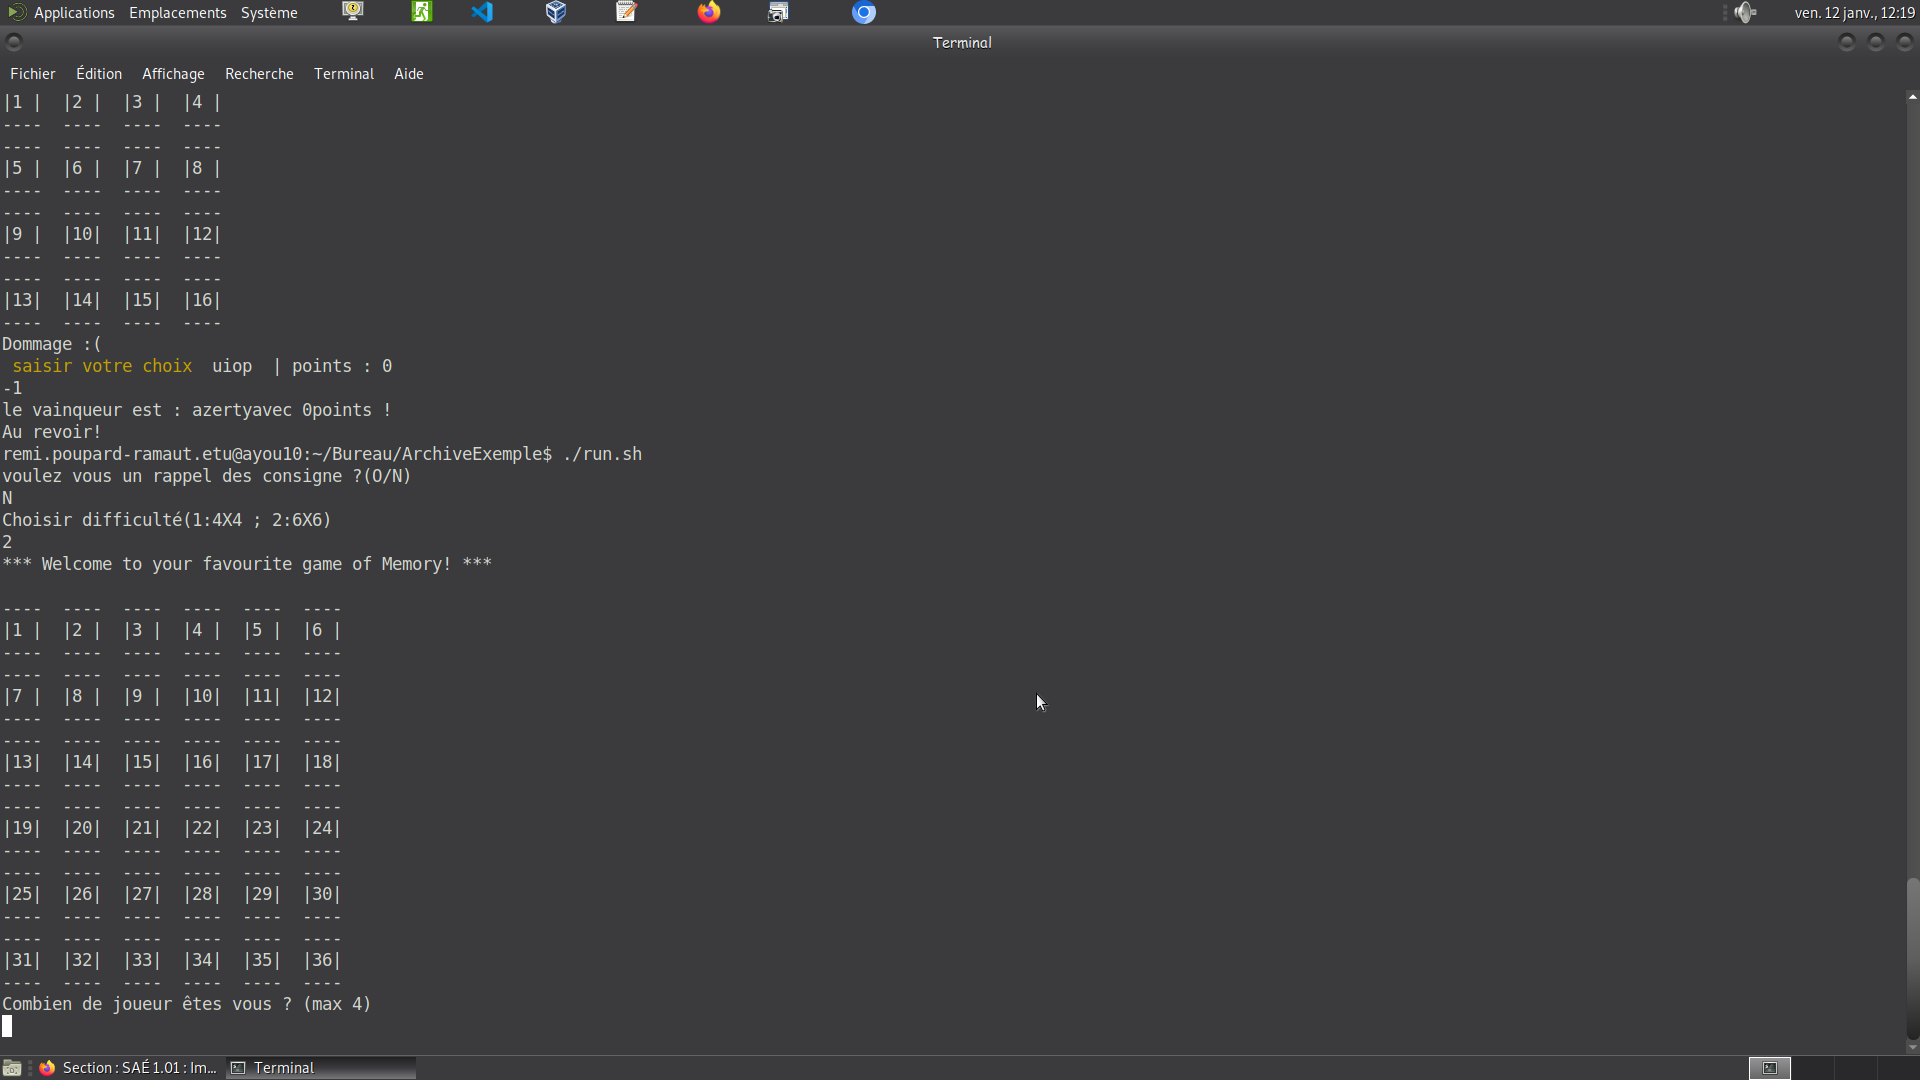 Applications Emplacements Système ven. 12 janv., 12:19
Terminal
Fichier Édition Affichage Recherche Terminal Aide
|1 |  |2 |  |3 |  |4 |
----  ----  ----  ----
----  ----  ----  ----
|5 |  |6 |  |7 |  |8 |
----  ----  ----  ----
----  ----  ----  ----
|9 |  |10|  |11|  |12|
----  ----  ----  ----
----  ----  ----  ----
|13|  |14|  |15|  |16|
----  ----  ----  ----
Dommage :(
 saisir votre choix  uiop  | points : 0
-1
le vainqueur est : azertyavec 0points !
Au revoir!
remi.poupard-ramaut.etu@ayou10:~/Bureau/ArchiveExemple$ ./run.sh
voulez vous un rappel des consigne ?(O/N)
N
Choisir difficulté(1:4X4 ; 2:6X6)
2
*** Welcome to your favourite game of Memory! ***
----  ----  ----  ----  ----  ----
|1 |  |2 |  |3 |  |4 |  |5 |  |6 |
----  ----  ----  ----  ----  ----
----  ----  ----  ----  ----  ----
|7 |  |8 |  |9 |  |10|  |11|  |12|
----  ----  ----  ----  ----  ----
----  ----  ----  ----  ----  ----
|13|  |14|  |15|  |16|  |17|  |18|
----  ----  ----  ----  ----  ----
----  ----  ----  ----  ----  ----
|19|  |20|  |21|  |22|  |23|  |24|
----  ----  ----  ----  ----  ----
----  ----  ----  ----  ----  ----
|25|  |26|  |27|  |28|  |29|  |30|
----  ----  ----  ----  ----  ----
----  ----  ----  ----  ----  ----
|31|  |32|  |33|  |34|  |35|  |36|
----  ----  ----  ----  ----  ----
Combien de joueur êtes vous ? (max 4)
Section : SAÉ 1.01 : Im... Terminal